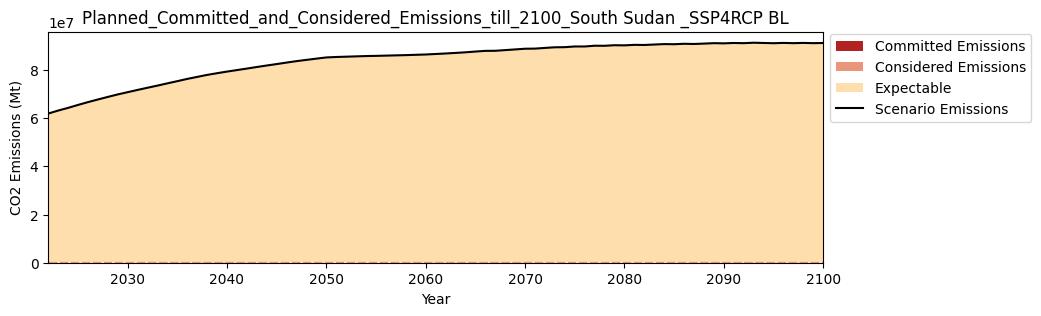 Planned_Committed_and_Considered_Emissions_till_2100_South Sudan _SSP4RCP BL
1e7
8
6
4
2
0
CO2 Emissions (Mt)
2030 2040 2050 2060 2070 2080 2090 2100
Year
Committed Emissions
Considered Emissions
Expectable
Scenario Emissions